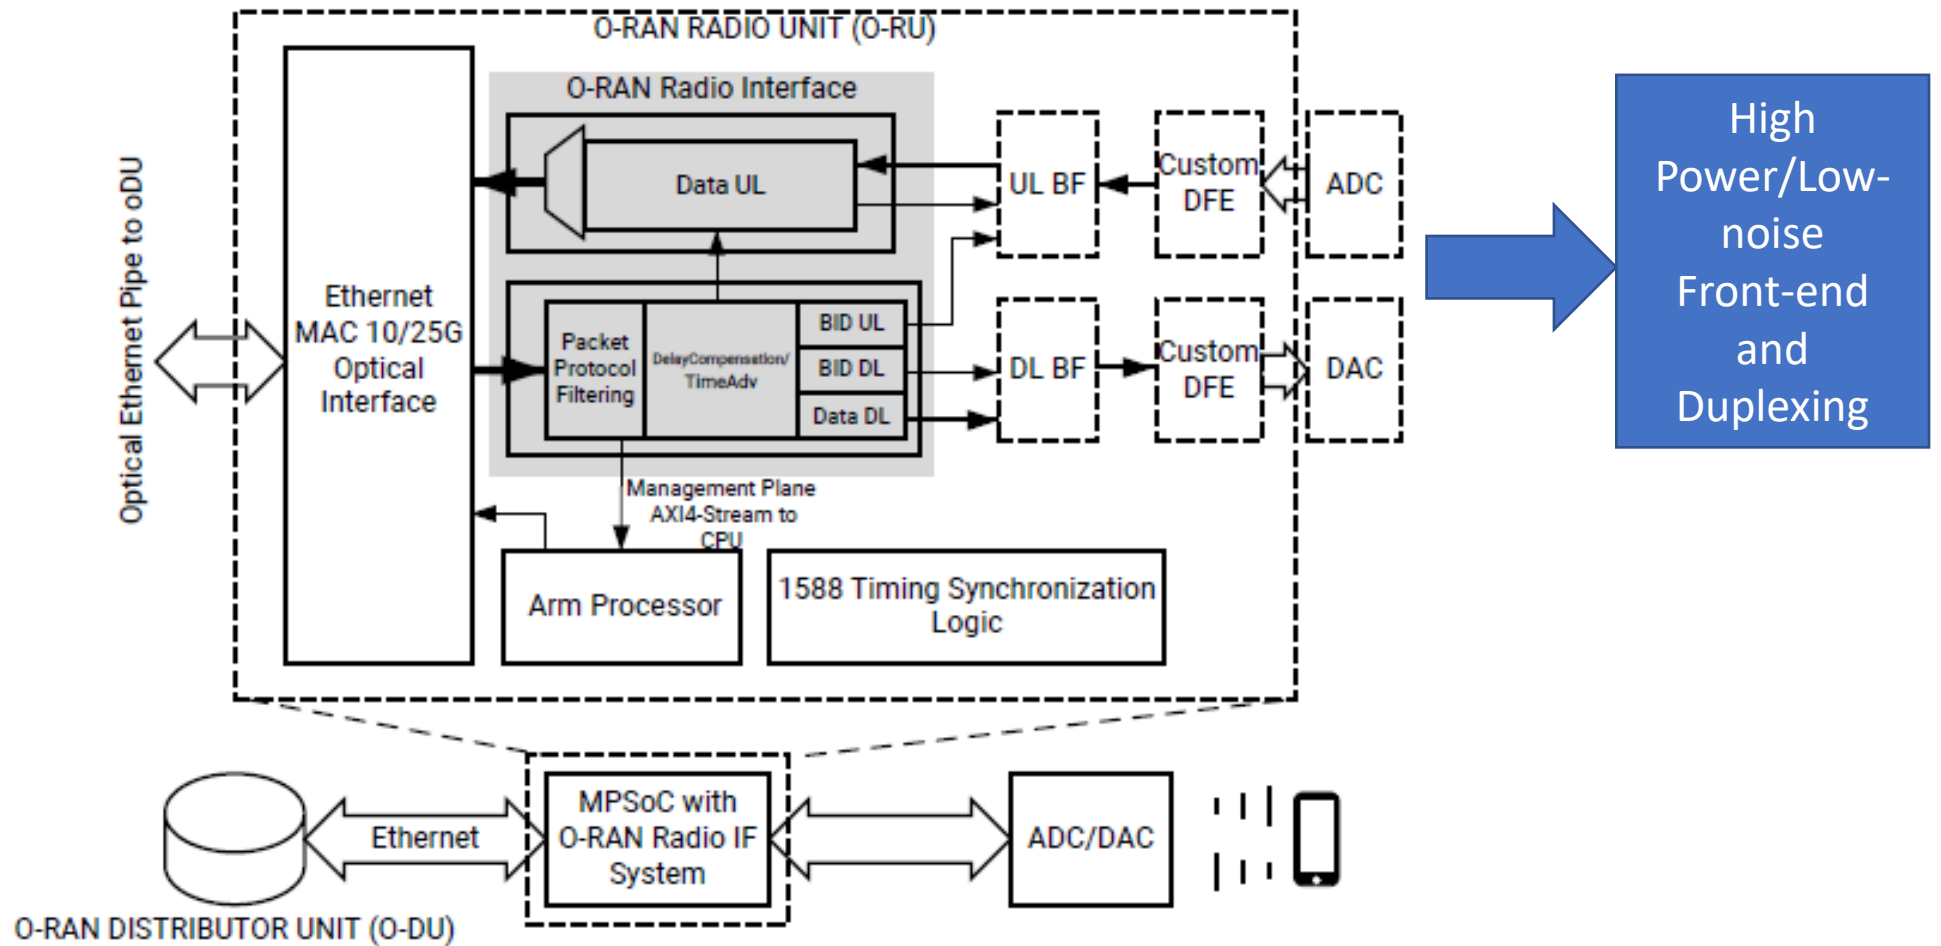 O-RAN RADIO UNIT (O-RU)
O-RAN Radio Interface
Optical Ethernet Pipe to oDU
Ethernet
MAC 10/25G
Optical
Interface
Data UL
UL BF
Custom
DFE
ADC
Packet
Protocol
Filtering
DelayCompensation/
TimeAdv
BID UL
BID DL
Data DL
DL BF
Custom
DFE
DAC
High
Power/Low-
noise
Front-end
and
Duplexing
Management Plane
AXI4-Stream to
CPU
Arm Processor
1588 Timing Synchronization
Logic
Ethernet
MPSoC with
O-RAN Radio IF
System
ADC/DAC
O-RAN DISTRIBUTOR UNIT (O-DU)